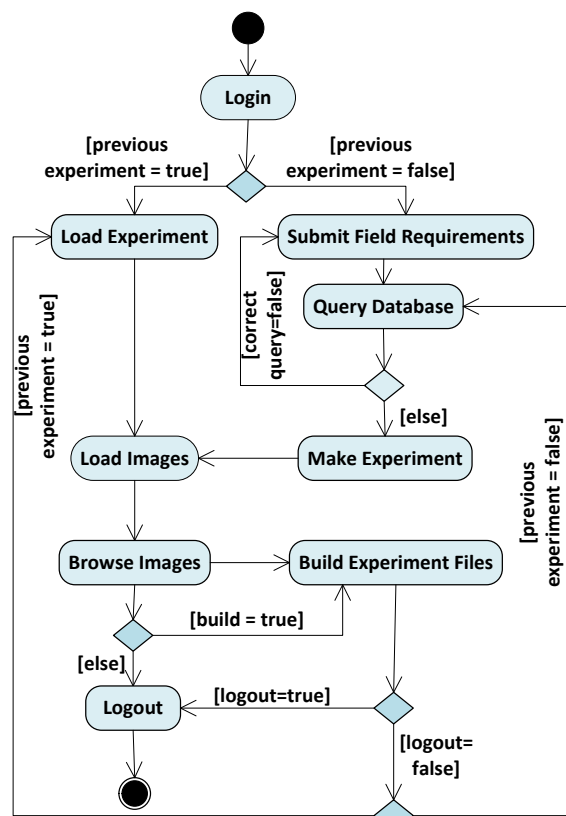 Login
[previous
experiment = true]
[previous
experiment = false]
Load Experiment
Submit Field Requirements
[correct
query=false]
Query Database
[previous
experiment = true]
[else]
Load Images
Make Experiment
[previous
experiment = false]
Browse Images
Build Experiment Files
[build = true]
[else]
Logout
[logout=true]
[logout=
false]